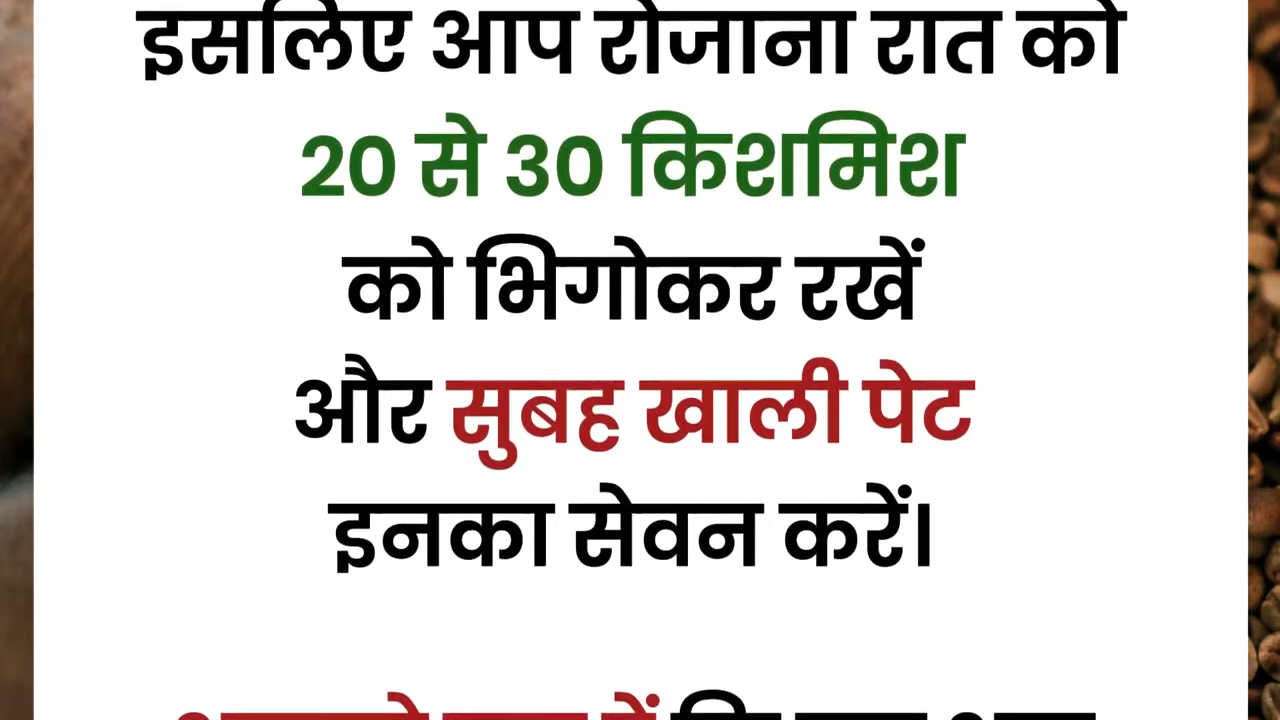 इसलिए आप रोजाना रात को
20 से 30 किशमिश
को भिगोकर रखें
और सुबह खाली पेट
इनका सेवन करें।